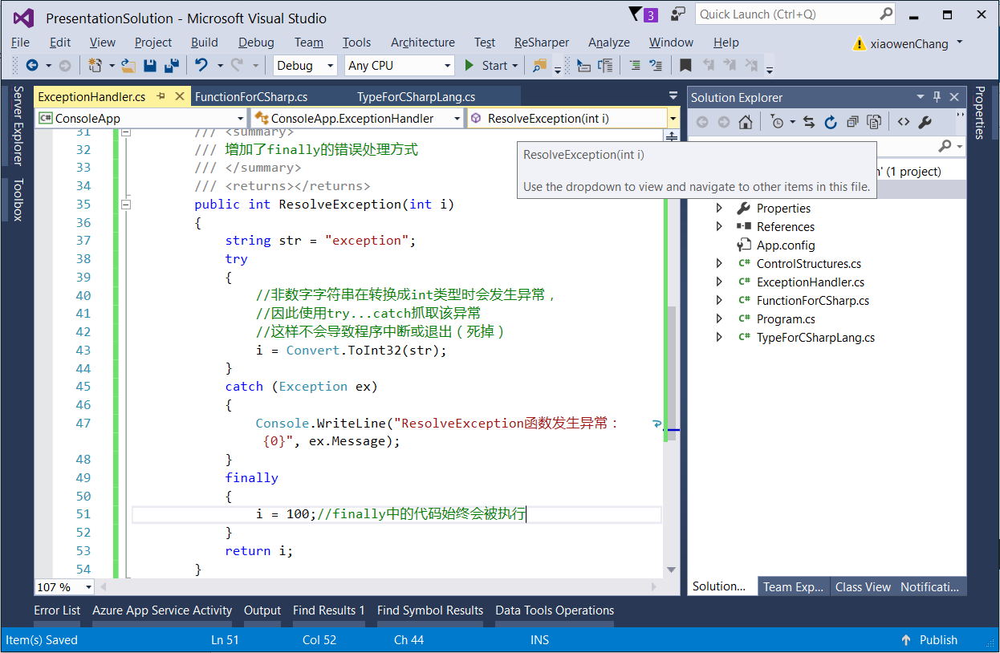 PresentationSolution - Microsoft Visual Studio
3
Quick Launch (Ctrl+Q)
File Edit View Project Build Debug Team Tools Architecture Test ReSharper Analyze Window Help xiaowenChang
Debug Any CPU Start
Server Explorer
Toolbox
ExceptionHandler.cs FunctionForCSharp.cs TypeForCSharpLang.cs
C# ConsoleApp ConsoleApp.ExceptionHandler ResolveException(int i)
31 /// <summary>
32 /// 增加了finally的错误处理方式
33 /// </summary>
34 /// <returns></returns>
35 public int ResolveException(int i)
36 {
37 string str = "exception";
38 try
39 {
40 //非数字字符串在转换成int类型时会发生异常，
41 //因此使用try...catch抓取该异常
42 //这样不会导致程序中断或退出（死掉）
43 i = Convert.ToInt32(str);
44 }
45 catch (Exception ex)
46 {
47 Console.WriteLine("ResolveException函数发生异常：
{0}", ex.Message);
48 }
49 finally
50 {
51 i = 100;//finally中的代码始终会被执行
52 }
53 return i;
54 }
107 %
ResolveException(int i)
Use the dropdown to view and navigate to other items in this file.
Solution Explorer
n' (1 project)
Properties
References
App.config
C# ControlStructures.cs
C# ExceptionHandler.cs
C# FunctionForCSharp.cs
C# Program.cs
C# TypeForCSharpLang.cs
Solution... Team Exp... Class View Notificati...
Properties
Error List Azure App Service Activity Output Find Results 1 Find Symbol Results Data Tools Operations
Item(s) Saved Ln 51 Col 52 Ch 44 INS Publish